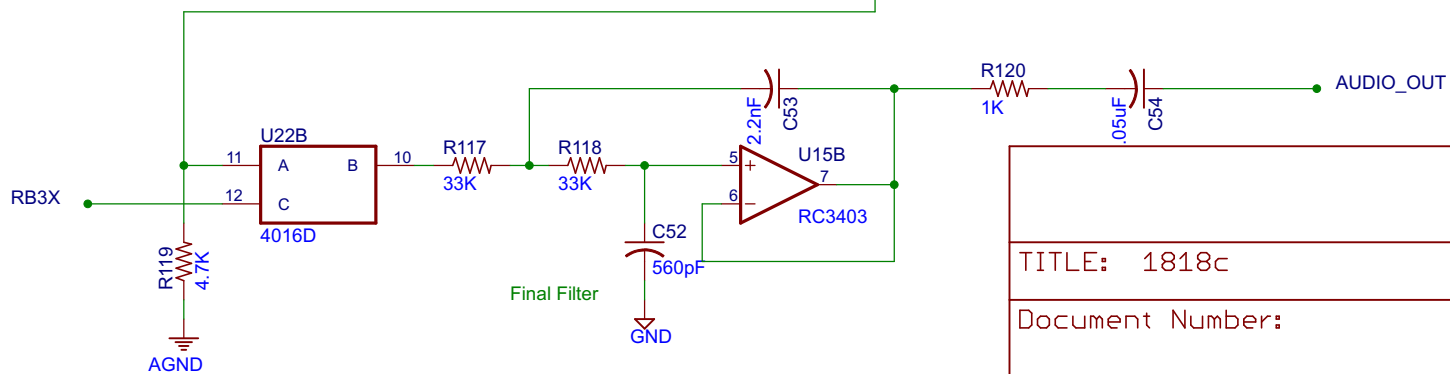 R120
1K
2.2nF
C53
.05uF
C54
AUDIO_OUT
U22B
11
A
B
10
R117
33K
R118
33K
5
+
6
−
7
U15B
RC3403
RB3X
12
C
4016D
R119
4.7K
C52
560pF
Final Filter
GND
AGND
TITLE: 1818c
Document Number: